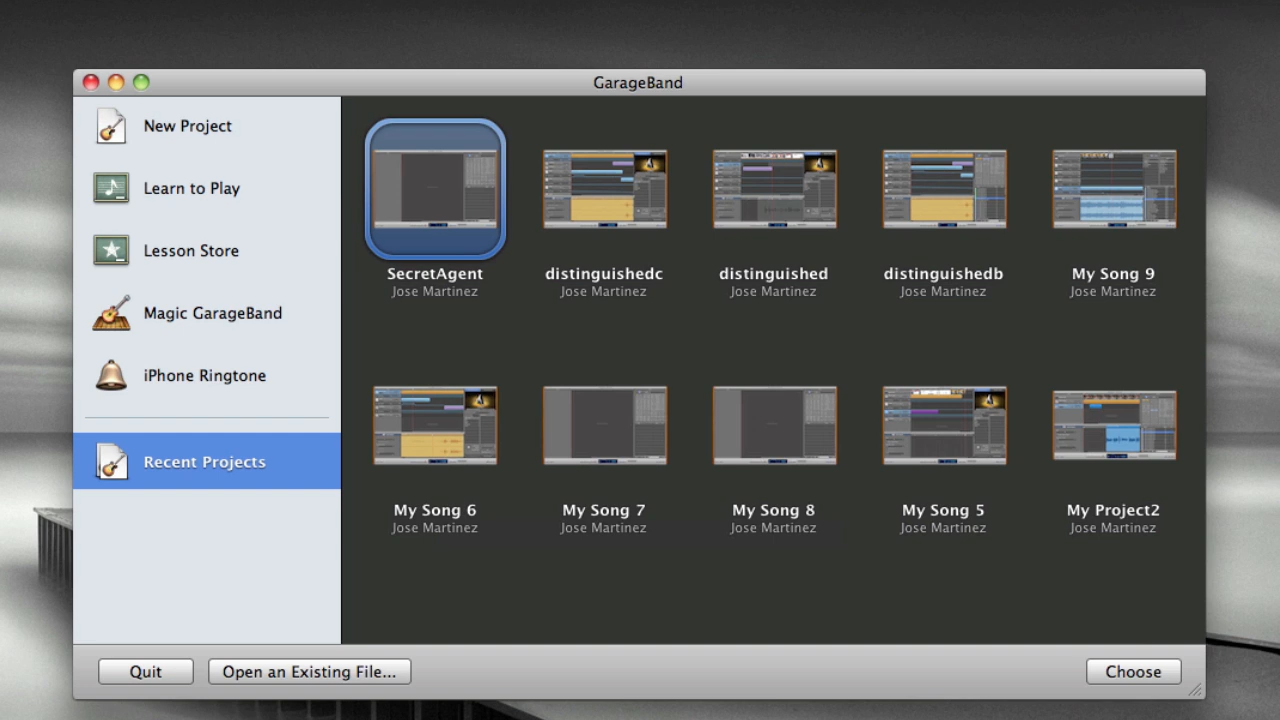 GarageBand
New Project
Learn to Play
Lesson Store
Magic GarageBand
iPhone Ringtone
Recent Projects
SecretAgent
Jose Martinez
distinguishedc
Jose Martinez
distinguished
Jose Martinez
distinguishedb
Jose Martinez
My Song 9
Jose Martinez
My Song 6
Jose Martinez
My Song 7
Jose Martinez
My Song 8
Jose Martinez
My Song 5
Jose Martinez
My Project2
Jose Martinez
Quit
Open an Existing File...
Choose